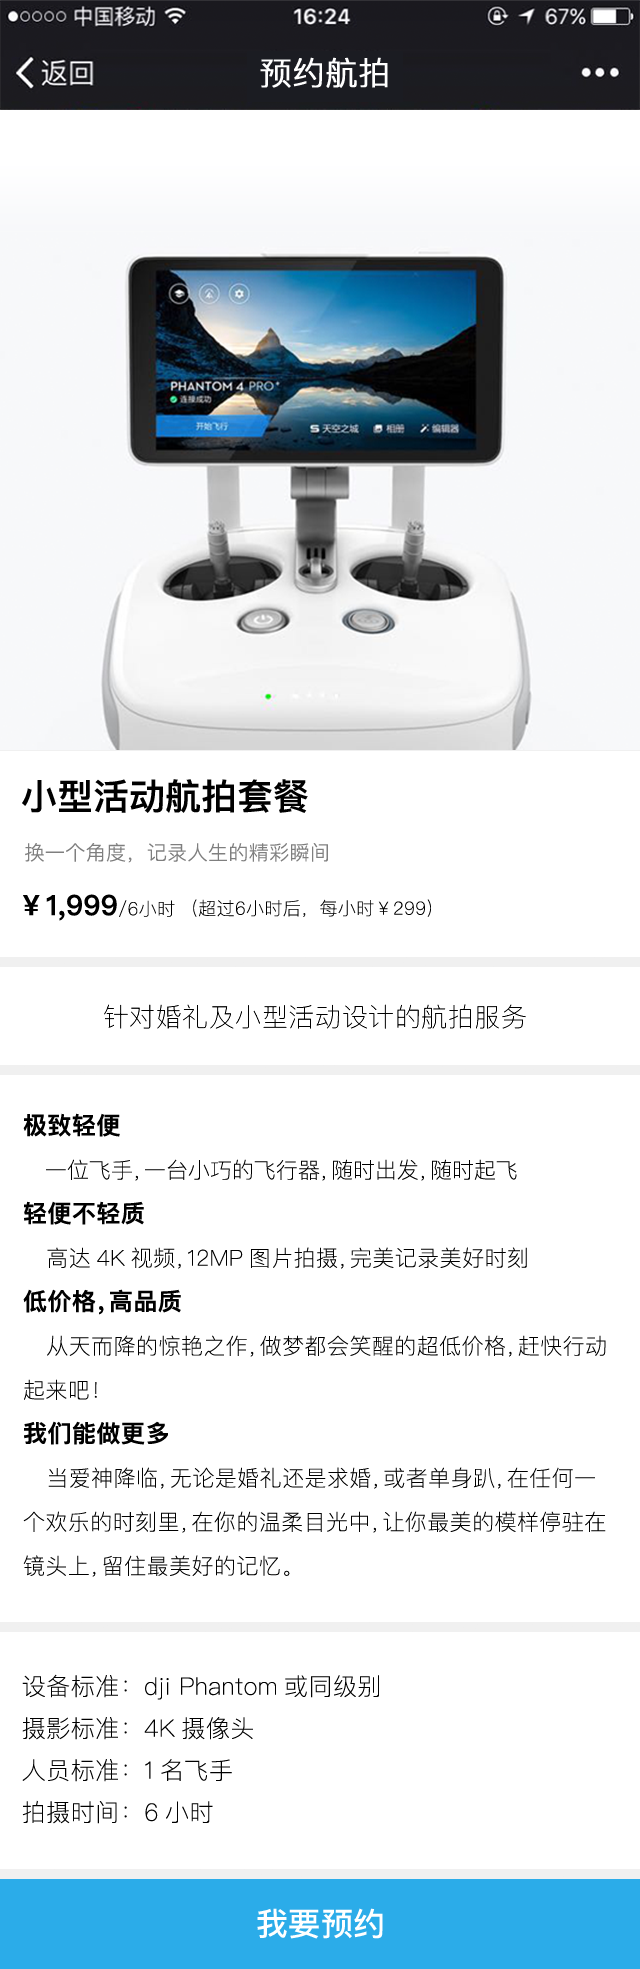 中国移动 16:24 67%
返回 预约航拍
PHANTOM 4 PRO+
连接成功
开始飞行 天空之城 相册 编辑器
小型活动航拍套餐
换一个角度，记录人生的精彩瞬间
¥1,999/6小时 （超过6小时后，每小时¥299）
针对婚礼及小型活动设计的航拍服务
极致轻便
一位飞手,一台小巧的飞行器,随时出发,随时起飞
轻便不轻质
高达 4K 视频,12MP 图片拍摄,完美记录美好时刻
低价格,高品质
从天而降的惊艳之作,做梦都会笑醒的超低价格,赶快行动
起来吧!
我们能做更多
当爱神降临,无论是婚礼还是求婚,或者单身趴,在任何一
个欢乐的时刻里,在你的温柔目光中,让你最美的模样停驻在
镜头上,留住最美好的记忆。
设备标准：dji Phantom 或同级别
摄影标准：4K 摄像头
人员标准：1 名飞手
拍摄时间：6 小时
我要预约